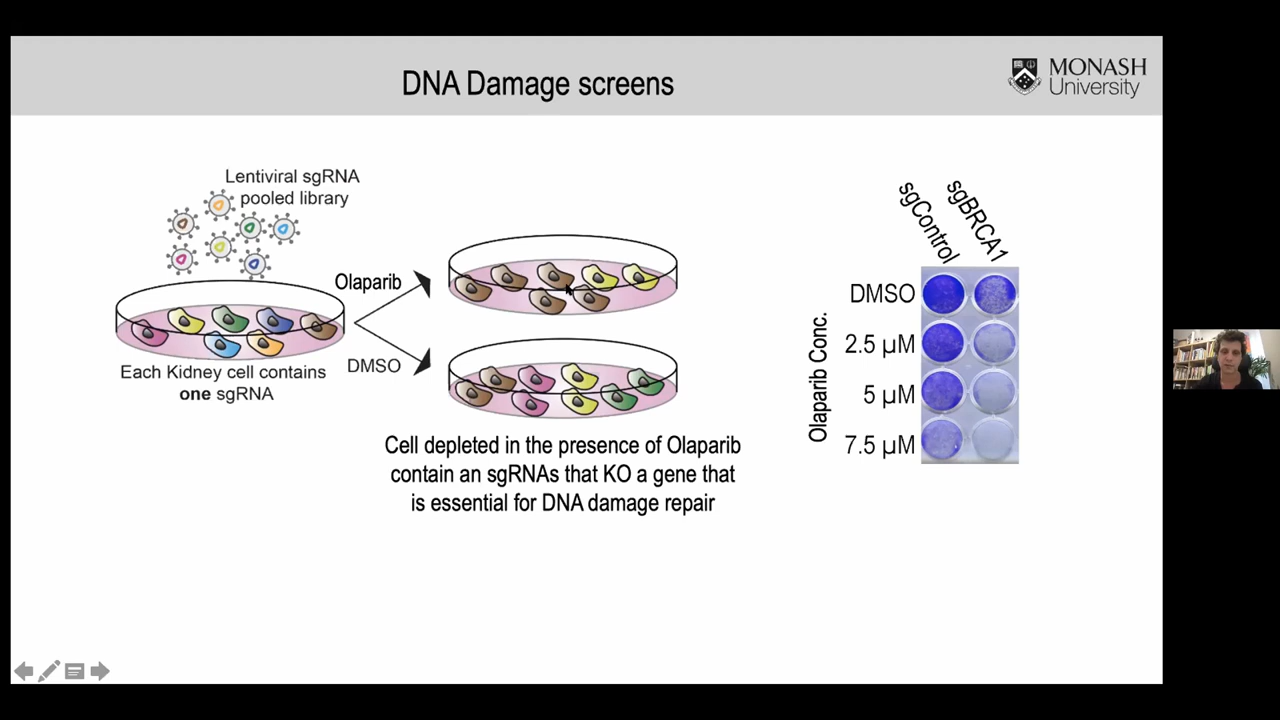 DNA Damage screens
MONASH
University
Lentiviral sgRNA
pooled library
Olaparib
DMSO
Each Kidney cell contains
one sgRNA
Cell depleted in the presence of Olaparib
contain an sgRNAs that KO a gene that
is essential for DNA damage repair
sgControl
sgBRCA1
Olaparib Conc.
DMSO
2.5 µM
5 µM
7.5 µM